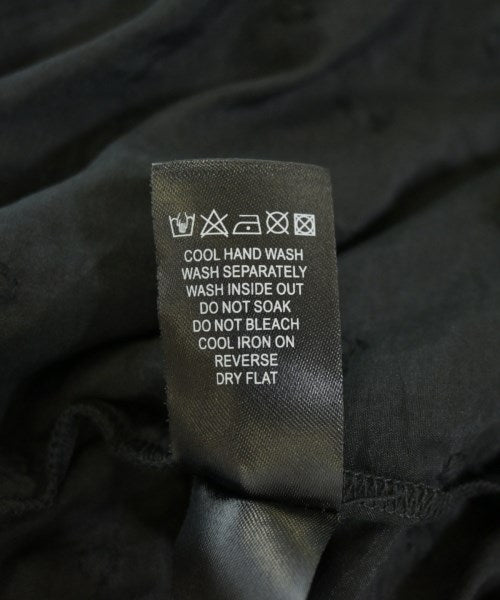 COOL HAND WASH
WASH SEPARATELY
WASH INSIDE OUT
DO NOT SOAK
DO NOT BLEACH
COOL IRON ON
REVERSE
DRY FLAT